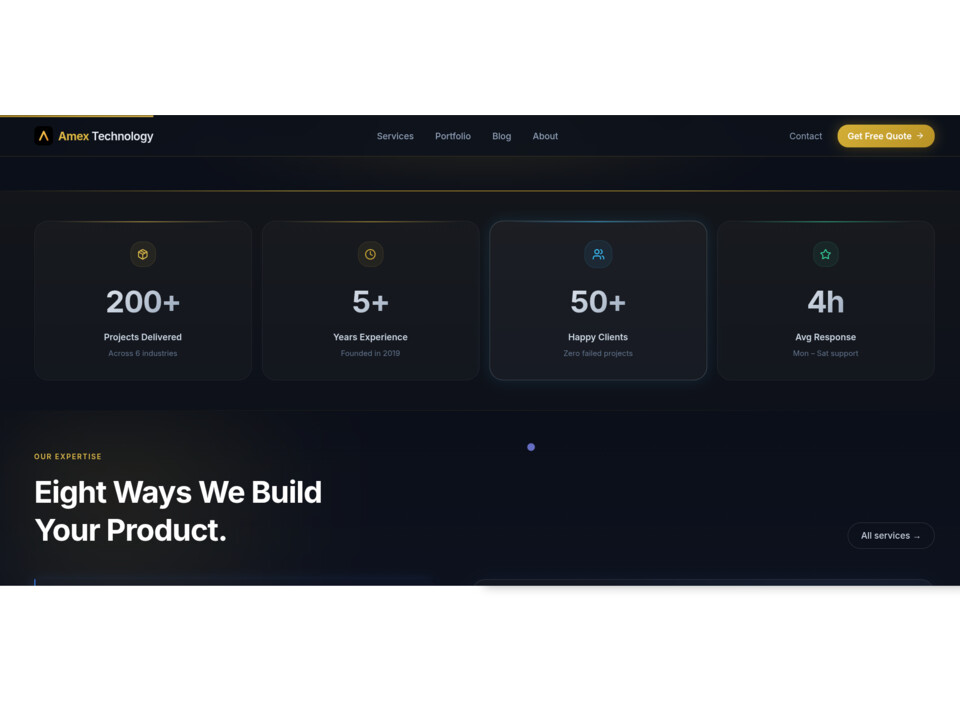 Amex Technology
Services
Portfolio
Blog
About
Contact
Get Free Quote →
200+
Projects Delivered
Across 6 industries
5+
Years Experience
Founded in 2019
50+
Happy Clients
Zero failed projects
4h
Avg Response
Mon – Sat support
OUR EXPERTISE
Eight Ways We Build
Your Product.
All services →